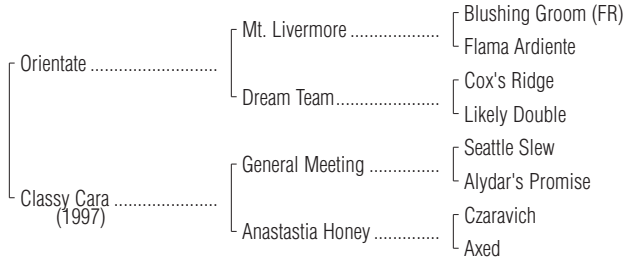 Blushing Groom (FR)
Mt. Livermore ....................
Flama Ardiente
Orientate ............................
Cox's Ridge
Dream Team.......................
Likely Double
Seattle Slew
General Meeting ................
Alydar's Promise
Classy Cara .......................
(1997)
Czaravich
Anastastia Honey...............
Axed